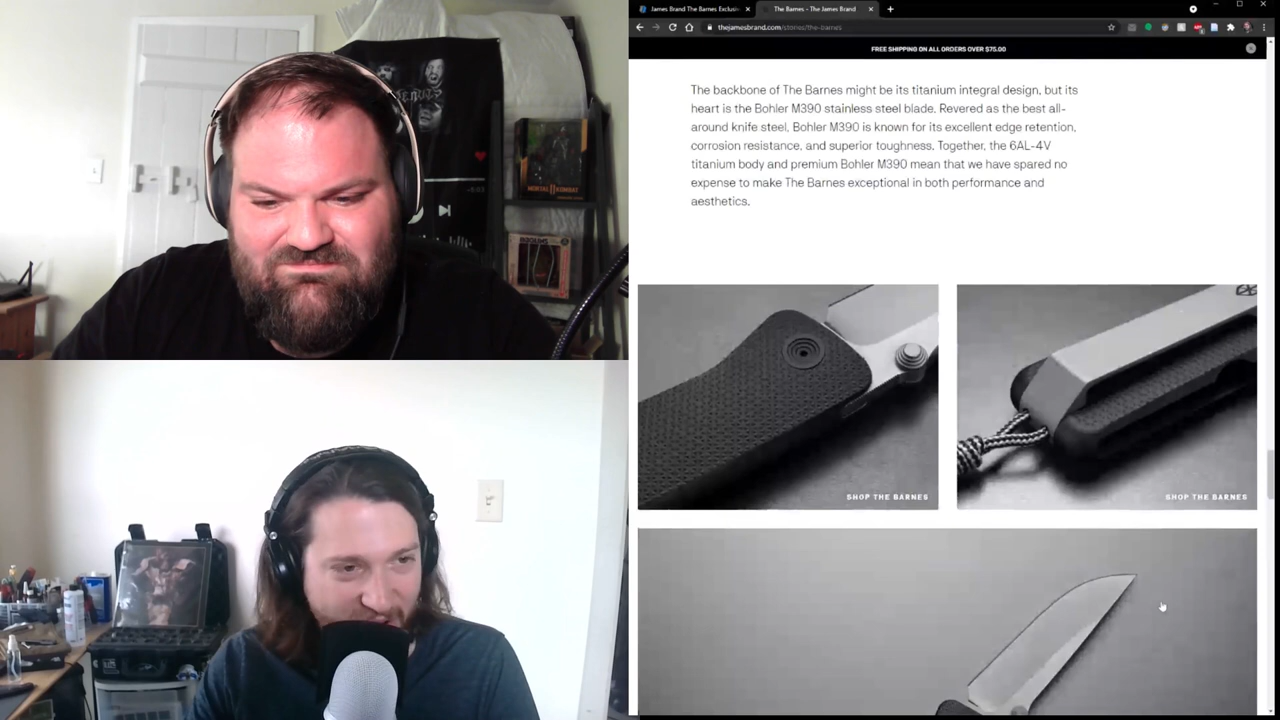 James Brand The Barnes Exclusiv
The Barnes - The James Brand
thejamesbrand.com/stories/the-barnes
FREE SHIPPING ON ALL ORDERS OVER $75.00
The backbone of The Barnes might be its titanium integral design, but its
heart is the Bohler M390 stainless steel blade. Revered as the best all-
around knife steel, Bohler M390 is known for its excellent edge retention,
corrosion resistance, and superior toughness. Together, the 6AL-4V
titanium body and premium Bohler M390 mean that we have spared no
expense to make The Barnes exceptional in both performance and
aesthetics.
SHOP THE BARNES
SHOP THE BARNES
MORTAL KOMBAT